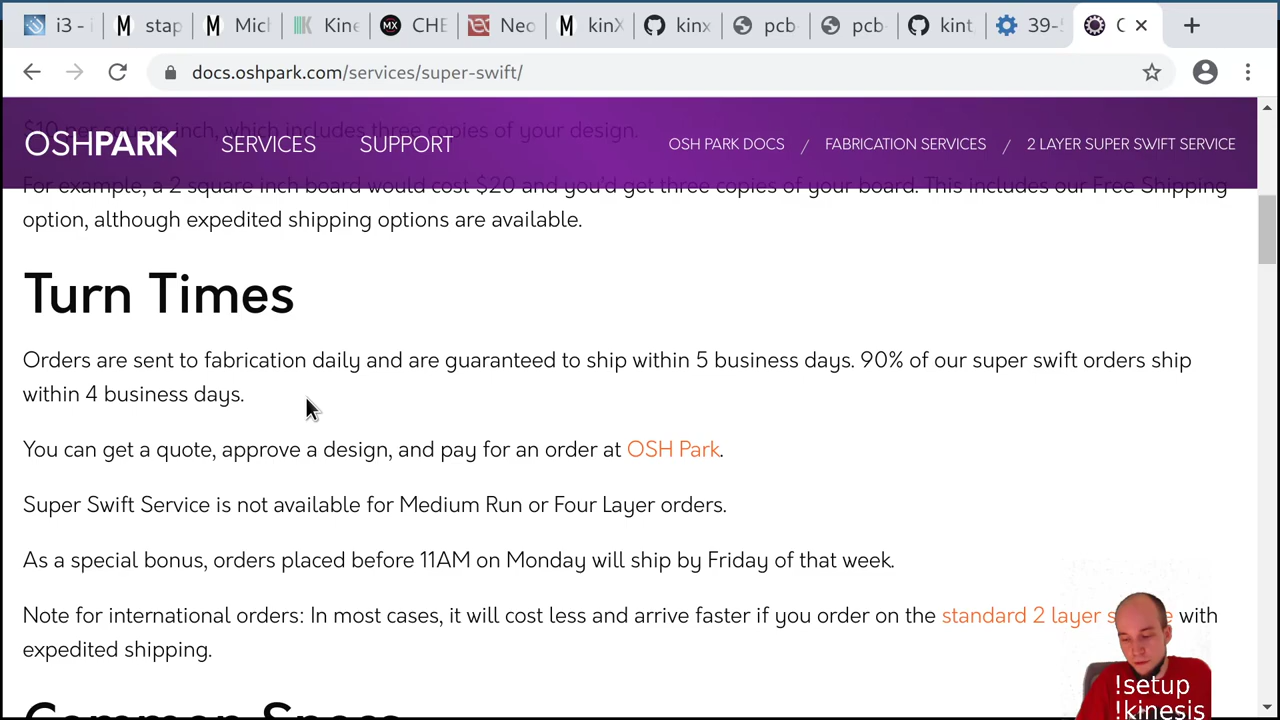 i3 - i
stap
Mich
Kine
CHE
Neo
kinX
kinx
pcb-
pcb-
kint
39-
docs.oshpark.com/services/super-swift/
$10 per square inch, which includes three copies of your design.
OSHPARK SERVICES SUPPORT OSH PARK DOCS / FABRICATION SERVICES / 2 LAYER SUPER SWIFT SERVICE
For example, a 2 square inch board would cost $20 and you'd get three copies of your board. This includes our Free Shipping
option, although expedited shipping options are available.
Turn Times
Orders are sent to fabrication daily and are guaranteed to ship within 5 business days. 90% of our super swift orders ship
within 4 business days.
You can get a quote, approve a design, and pay for an order at OSH Park.
Super Swift Service is not available for Medium Run or Four Layer orders.
As a special bonus, orders placed before 11AM on Monday will ship by Friday of that week.
Note for international orders: In most cases, it will cost less and arrive faster if you order on the standard 2 layer with
expedited shipping.
Common Specs
!setup
!kinesis